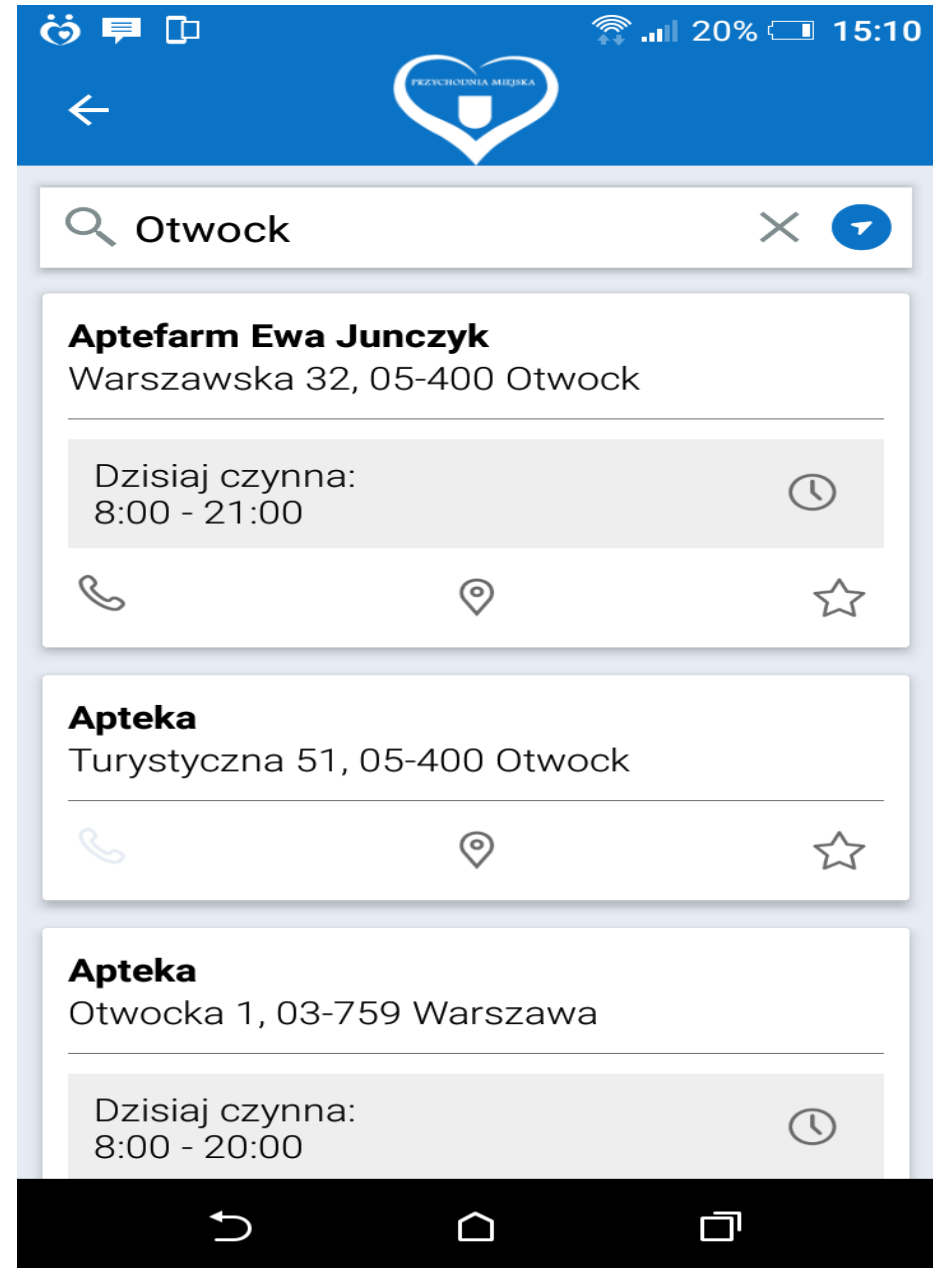 20% 15:10
PRZYCHODNIA MIEJSKA
Otwock
Aptefarm Ewa Junczyk
Warszawska 32, 05-400 Otwock
Dzisiaj czynna:
8:00 - 21:00
Apteka
Turystyczna 51, 05-400 Otwock
Apteka
Otwocka 1, 03-759 Warszawa
Dzisiaj czynna:
8:00 - 20:00